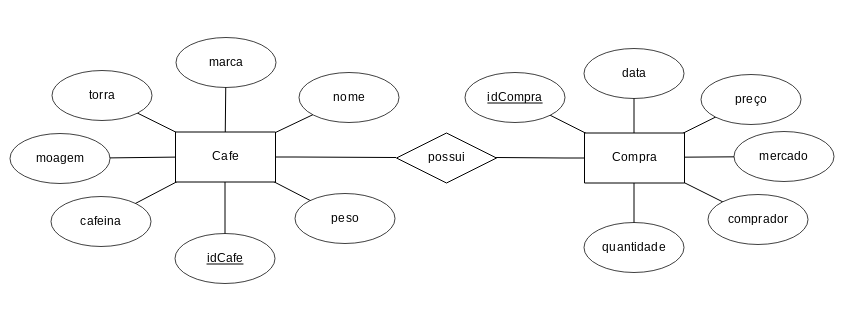 marca
torra
nome
moagem
Cafe
cafeina
peso
idCafe
possui
data
idCompra
preço
Compra
mercado
comprador
quantidade